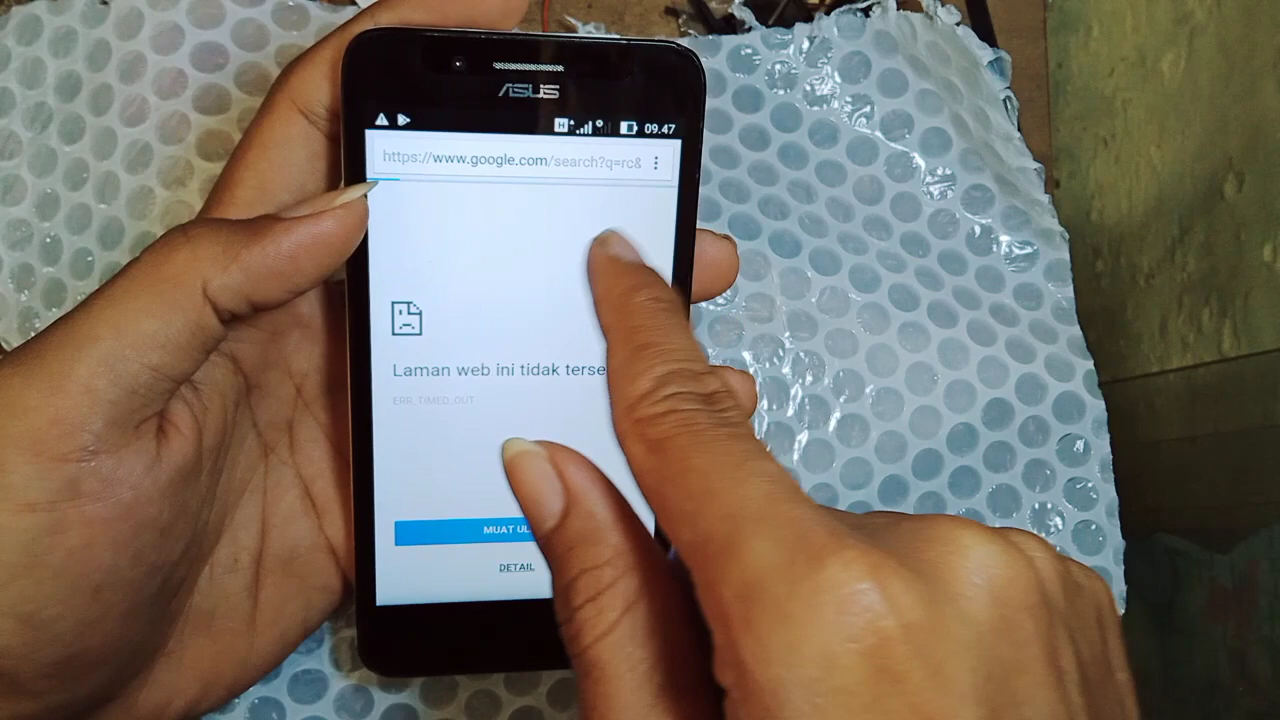 ASUS
H 09.47
https://www.google.com/search?q=rc&
Laman web ini tidak terse
ERR_TIMED_OUT
MUAT UL
DETAIL